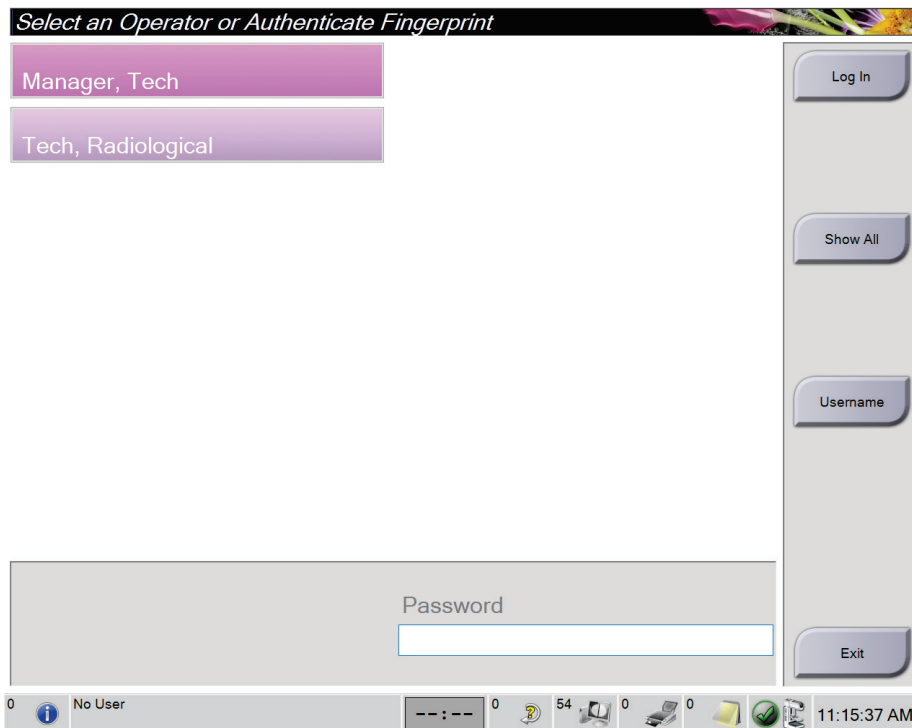 Select an Operator or Authenticate Fingerprint
Manager, Tech
Tech, Radiological
Log In
Show All
Username
Password
Exit
0 No User --:-- 0 54 0 0 11:15:37 AM